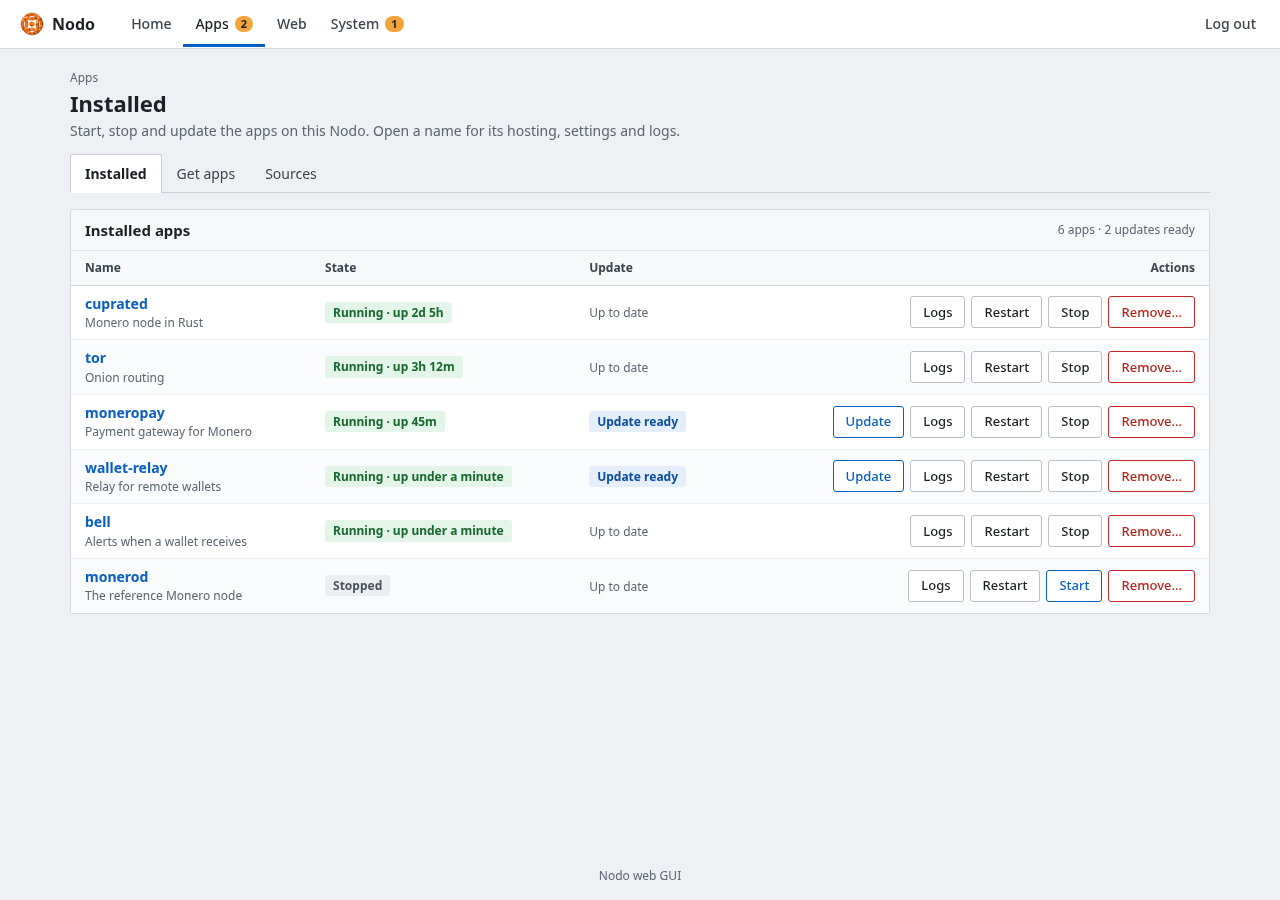 Nodo
Home
Apps 2
Web
System 1
Log out
Apps
Installed
Start, stop and update the apps on this Nodo. Open a name for its hosting, settings and logs.
Installed
Get apps
Sources
Installed apps
6 apps · 2 updates ready
Name
State
Update
Actions
cuprated
Monero node in Rust
Running · up 2d 5h
Up to date
Logs
Restart
Stop
Remove...
tor
Onion routing
Running · up 3h 12m
Up to date
Logs
Restart
Stop
Remove...
moneropay
Payment gateway for Monero
Running · up 45m
Update ready
Update
Logs
Restart
Stop
Remove...
wallet-relay
Relay for remote wallets
Running · up under a minute
Update ready
Update
Logs
Restart
Stop
Remove...
bell
Alerts when a wallet receives
Running · up under a minute
Up to date
Logs
Restart
Stop
Remove...
monerod
The reference Monero node
Stopped
Up to date
Logs
Restart
Start
Remove...
Nodo web GUI